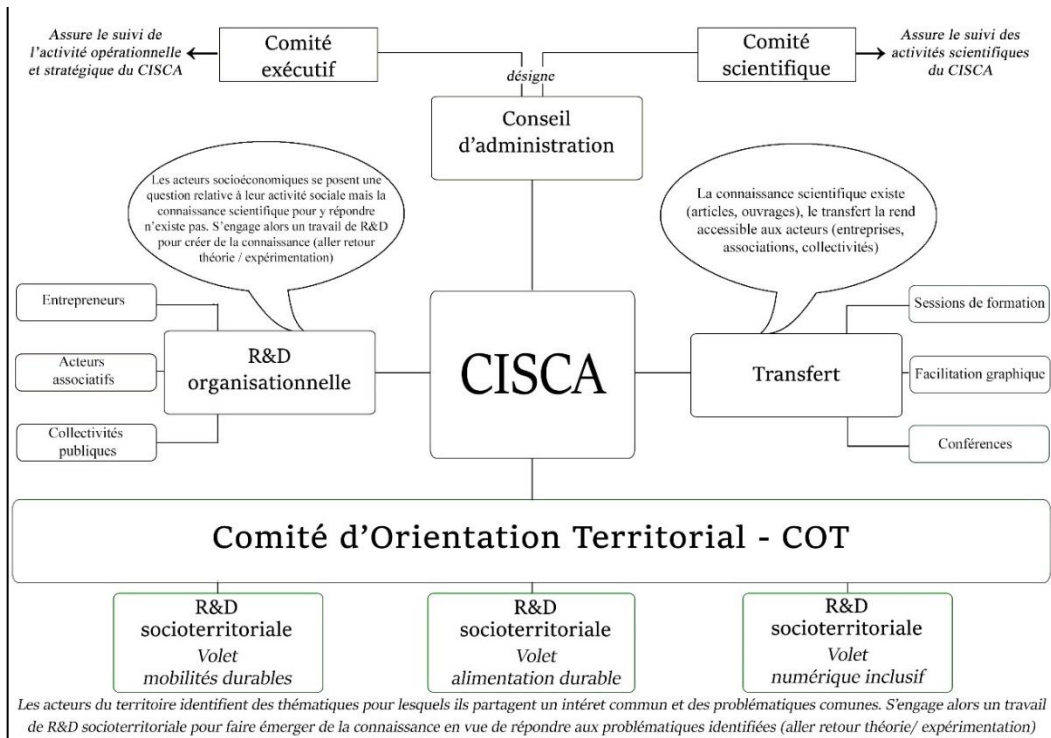 Assure le suivi de
l'activité opérationnelle
et stratégique du CISCA
Comité
exécutif
désigne
Comité
scientifique
Assure le suivi des
activités scientifiques
du CISCA
Conseil
d'administration
Les acteurs socioéconomiques se posent une
question relative à leur activité sociale mais la
connaissance scientifique pour y répondre
n'existe pas. S'engage alors un travail de R&D
pour créer de la connaissance (aller retour
théorie / expérimentation)
La connaissance scientifique existe
(articles, ouvrages), le transfert la rend
accessible aux acteurs (entreprises,
associations, collectivités)
Entrepreneurs
Acteurs
associatifs
Collectivités
publiques
R&D
organisationnelle
CISCA
Transfert
Sessions de formation
Facilitation graphique
Conférences
Comité d'Orientation Territorial - COT
R&D
socioterritoriale
Volet
mobilités durables
R&D
socioterritoriale
Volet
alimentation durable
R&D
socioterritoriale
Volet
numérique inclusif
Les acteurs du territoire identifient des thématiques pour lesquels ils partagent un intéret commun et des problématiques comunes. S'engage alors un travail
de R&D socioterritoriale pour faire émerger de la connaissance en vue de répondre aux problématiques identifiées (aller retour théorie/ expérimentation)